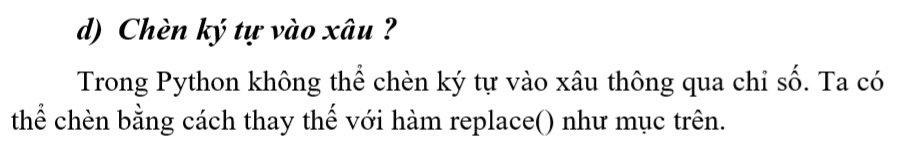 d) Chèn ký tự vào xâu ?
Trong Python không thể chèn ký tự vào xâu thông qua chỉ số. Ta có
thể chèn bằng cách thay thế với hàm replace() như mục trên.